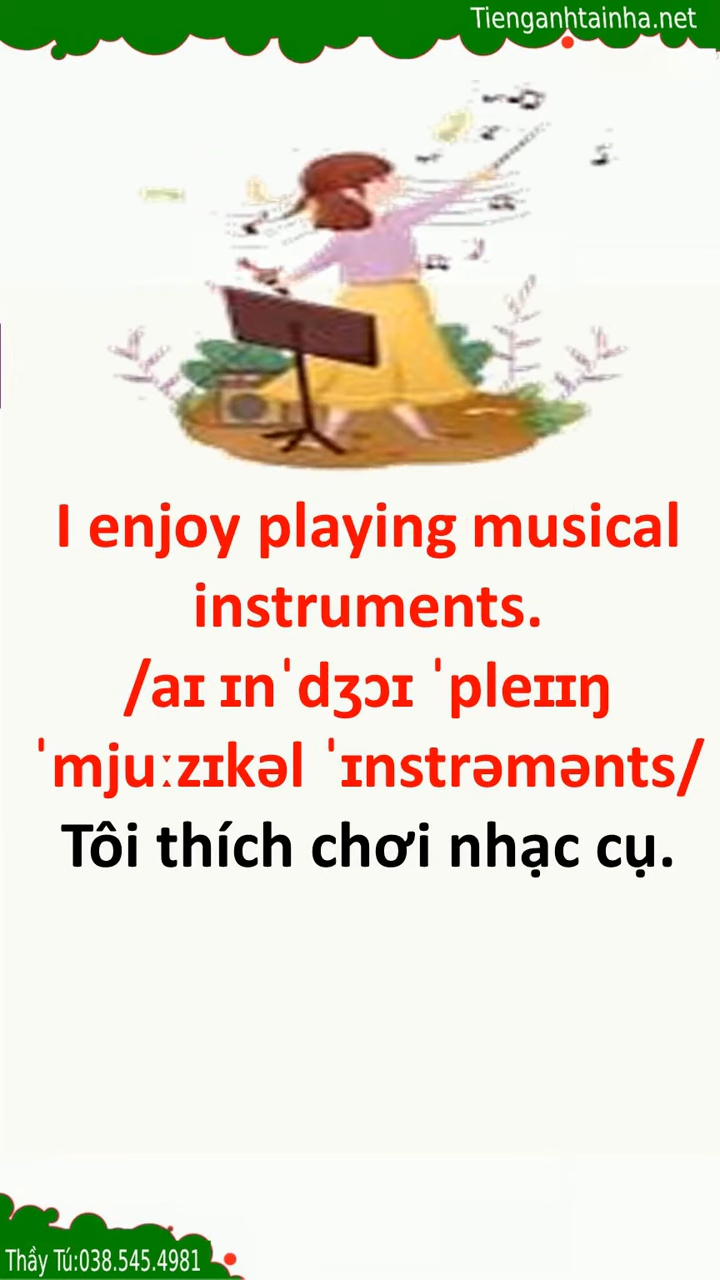 Tienganhtainha.net
I enjoy playing musical
instruments.
/aɪ ɪnˈdʒɔɪ ˈpleɪɪŋ
ˈmjuːzɪkəl ˈɪnstrəmənts/
Tôi thích chơi nhạc cụ.
Thầy Tú:038.545.4981